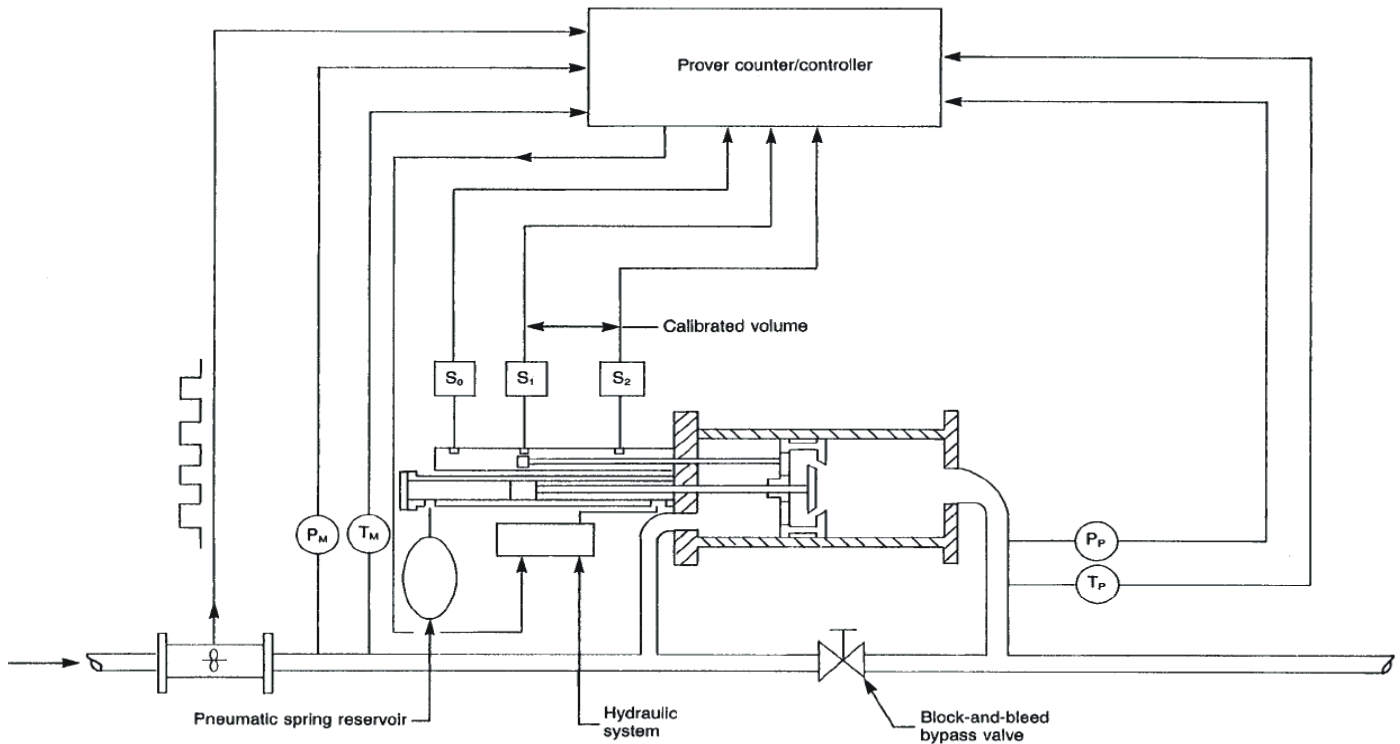 Prover counter/controller
Calibrated volume
S₀
S₁
S₂
P_M
T_M
P_P
T_P
Pneumatic spring reservoir
Hydraulic
system
Block-and-bleed
bypass valve